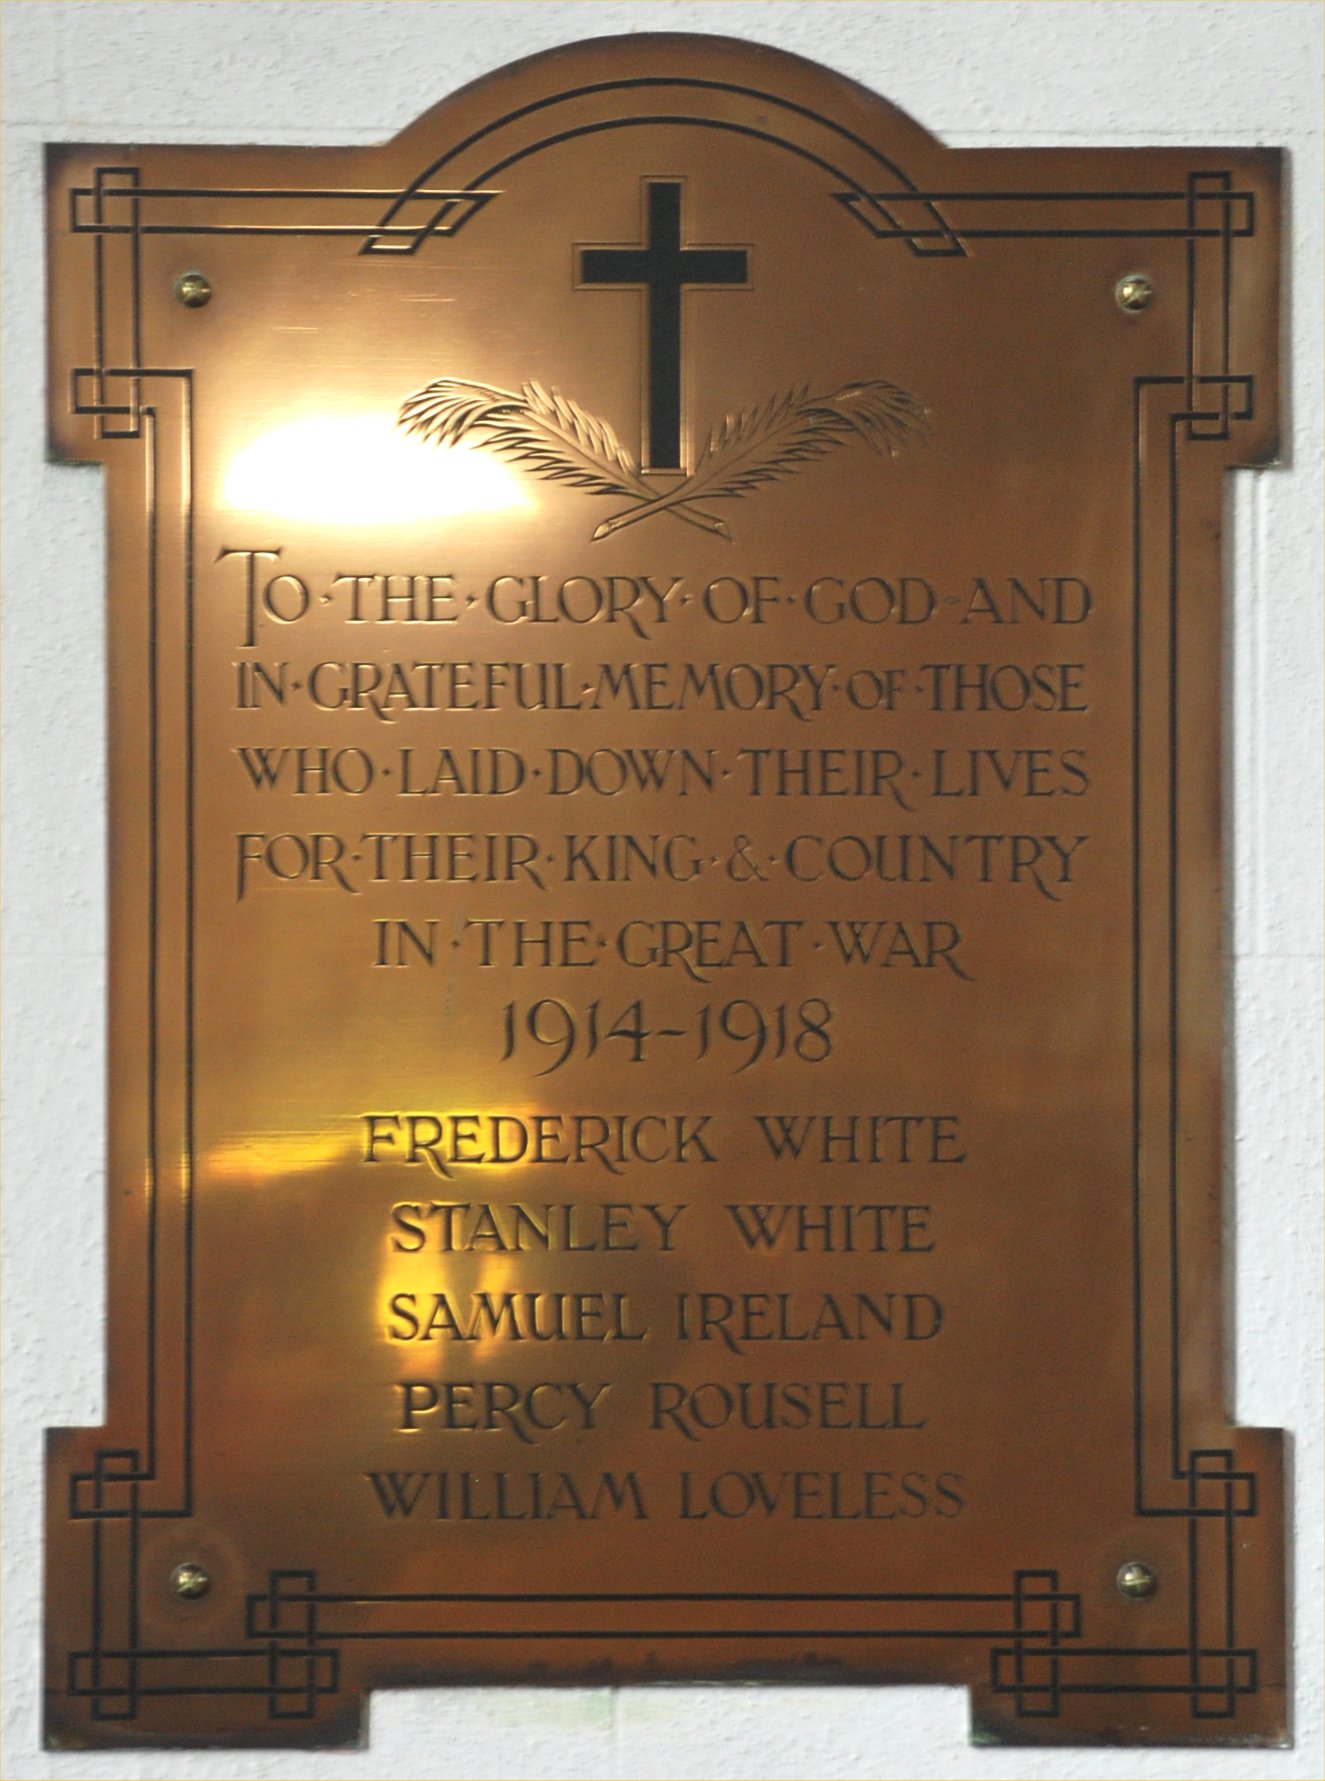 TO·THE·GLORY·OF·GOD·AND
IN·GRATEFUL·MEMORY·OF·THOSE
WHO·LAID·DOWN·THEIR·LIVES
FOR·THEIR·KING·&·COUNTRY
IN·THE·GREAT·WAR
1914-1918
FREDERICK WHITE
STANLEY WHITE
SAMUEL IRELAND
PERCY ROUSELL
WILLIAM LOVELESS